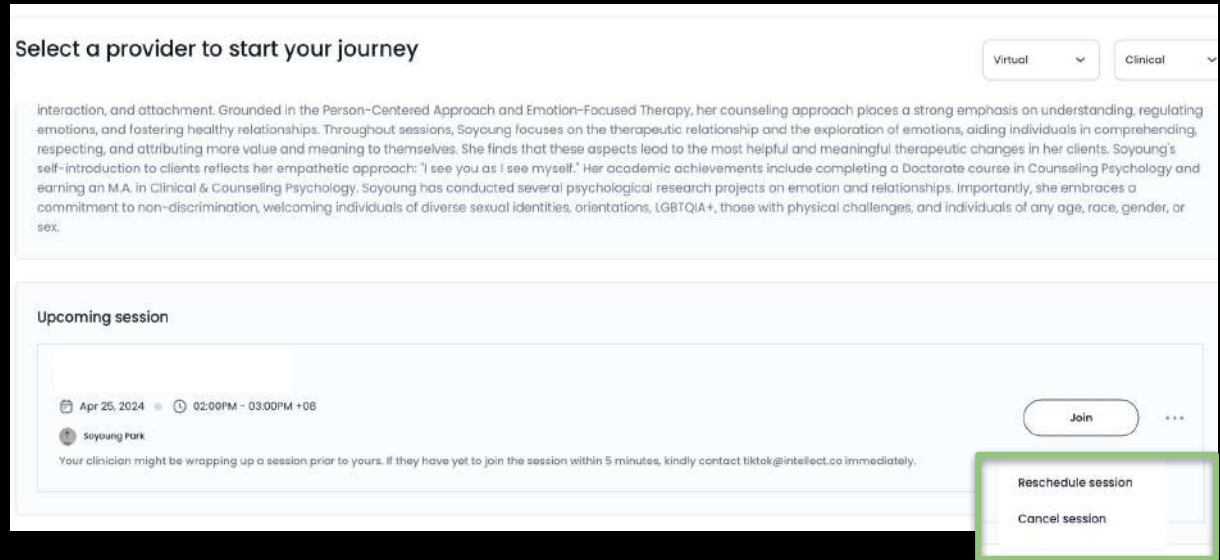 Select a provider to start your journey
Virtual
Clinical
interaction, and attachment. Grounded in the Person-Centered Approach and Emotion-Focused Therapy, her counseling approach places a strong emphasis on understanding, regulating
emotions, and fostering healthy relationships. Throughout sessions, Soyoung focuses on the therapeutic relationship and the exploration of emotions, aiding individuals in comprehending,
respecting, and attributing more value and meaning to themselves. She finds that these aspects lead to the most helpful and meaningful therapeutic changes in her clients. Soyoung's
self-introduction to clients reflects her empathetic approach: "I see you as I see myself." Her academic achievements include completing a Doctorate course in Counseling Psychology and
earning an M.A. in Clinical & Counseling Psychology. Soyoung has conducted several psychological research projects on emotion and relationships. Importantly, she embraces a
commitment to non-discrimination, welcoming individuals of diverse sexual identities, orientations, LGBTQIA+, those with physical challenges, and individuals of any age, race, gender, or
sex.
Upcoming session
Apr 25, 2024 02:00PM - 03:00PM +08
Join
Soyoung Park
Your clinician might be wrapping up a session prior to yours. If they have yet to join the session within 5 minutes, kindly contact tiktok@intellect.co immediately.
Reschedule session
Cancel session